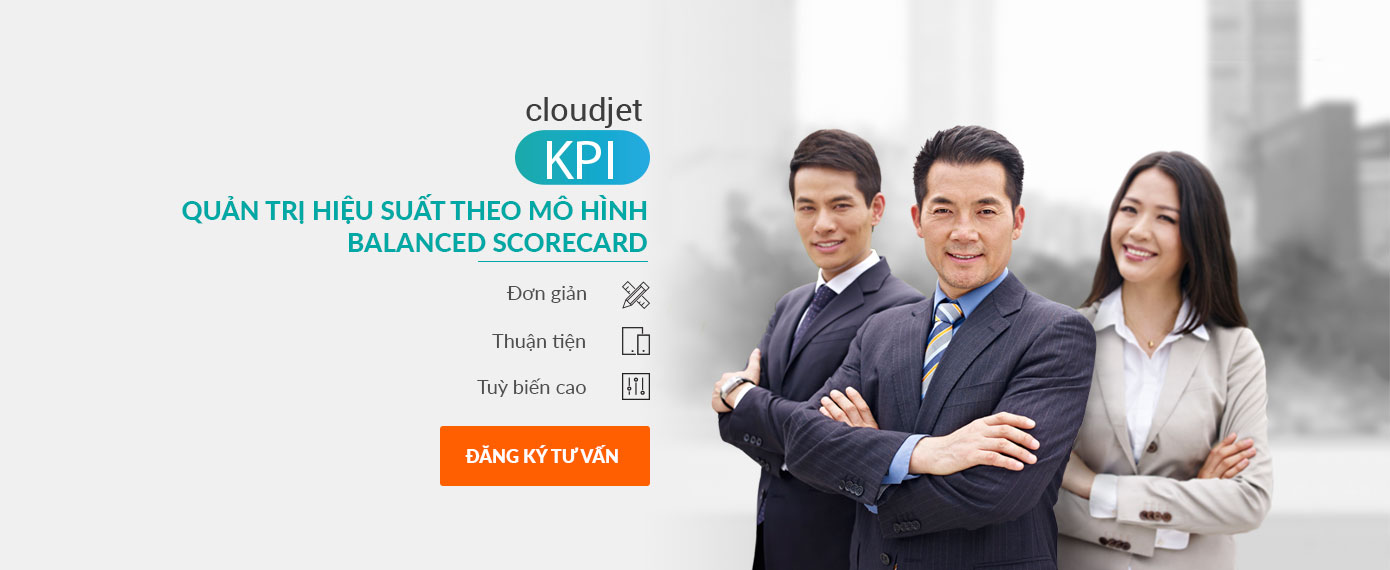 cloudjet
KPI
QUẢN TRỊ HIỆU SUẤT THEO MÔ HÌNH
BALANCED SCORECARD
Đơn giản
Thuận tiện
Tuỳ biến cao
ĐĂNG KÝ TƯ VẤN